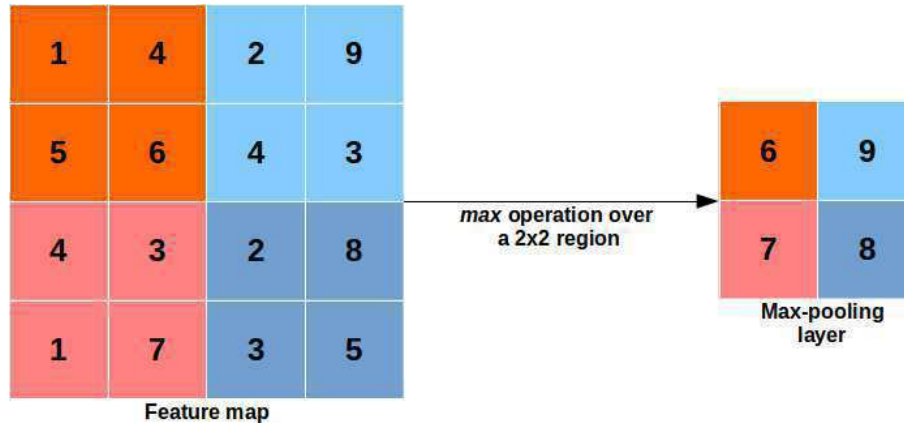 1 4 2 9
5 6 4 3
4 3 2 8
1 7 3 5
Feature map
max operation over
a 2x2 region
6 9
7 8
Max-pooling
layer